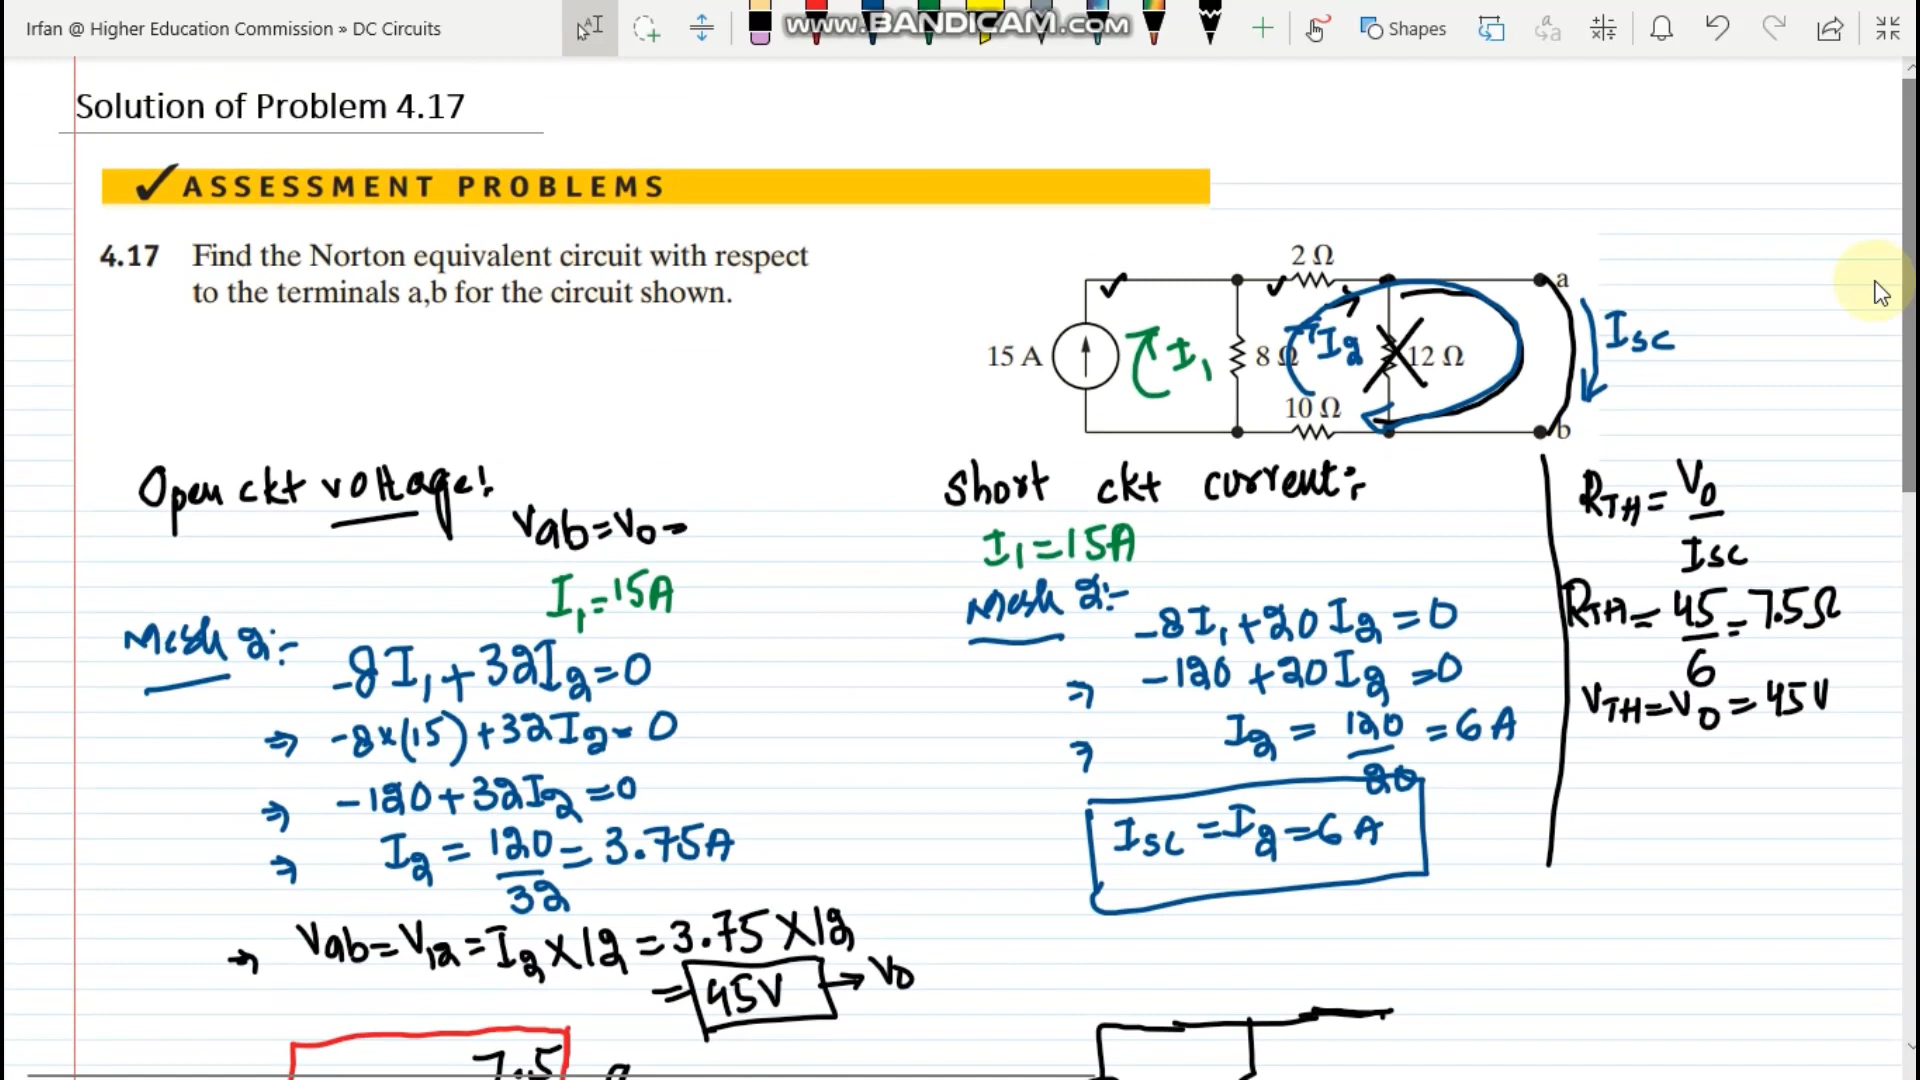 Irfan @ Higher Education Commission » DC Circuits
www.BANDICAM.com
Shapes
Solution of Problem 4.17
ASSESSMENT PROBLEMS
4.17 Find the Norton equivalent circuit with respect
to the terminals a,b for the circuit shown.
2 Ω
a
15 A
I1
8 Ω
I2
12 Ω
Isc
10 Ω
b
Open ckt voltage!
Vab=V0=
I1=15A
Mesh 2:-
-8I1+32I2=0
⇒ -8×(15)+32I2=0
⇒ -120+32I2=0
⇒ I2 = 120/32 = 3.75A
→ Vab=V12=I2×12=3.75×12
= 45V → V0
7.5
a
Short ckt current:-
I1=15A
Mesh 2:-
-8I1+20I2=0
⇒ -120+20I2=0
⇒ I2 = 120/20 = 6A
Isc=I2=6A
RTH = V0/Isc
RTH = 45/6 = 7.5Ω
VTH=V0=45V